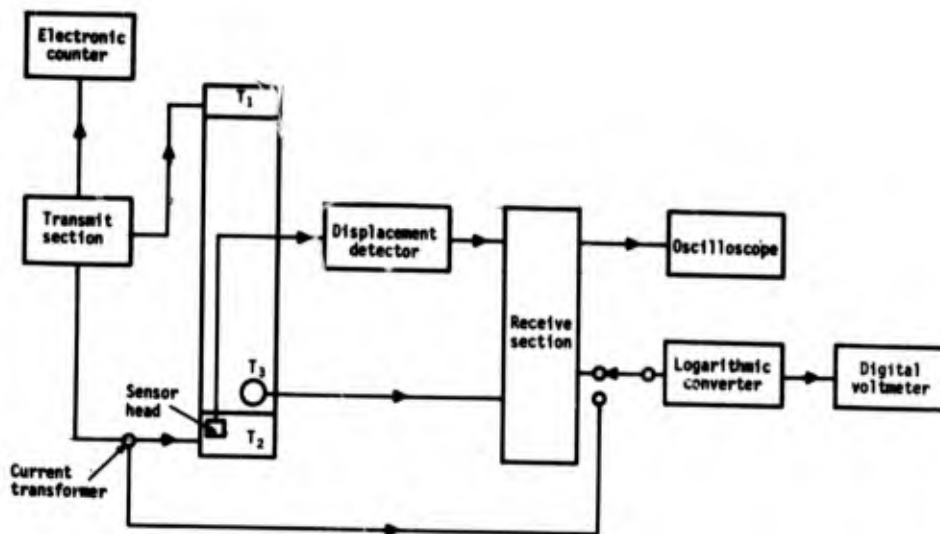 Electronic
counter
T₁
Transmit
section
Displacement
detector
Oscilloscope
Receive
section
T₃
Sensor
head
Logarithmic
converter
Digital
voltmeter
T₂
Current
transformer